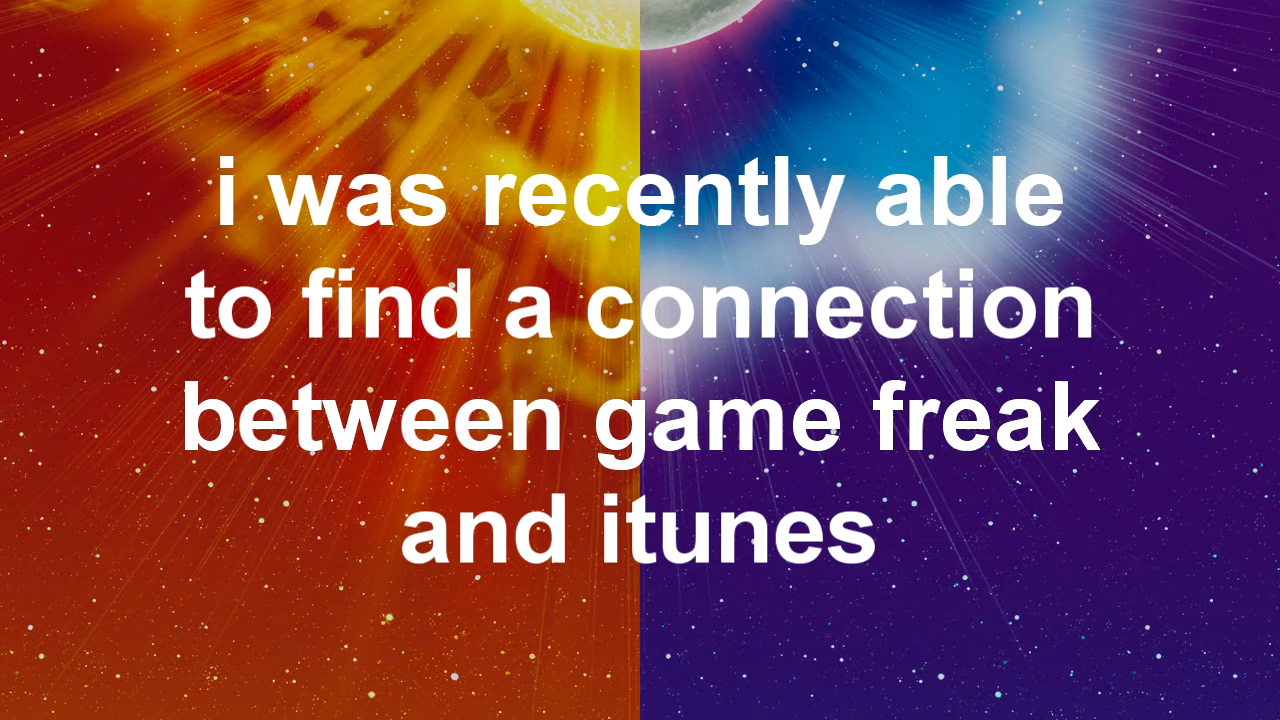 i was recently able
to find a connection
between game freak
and itunes